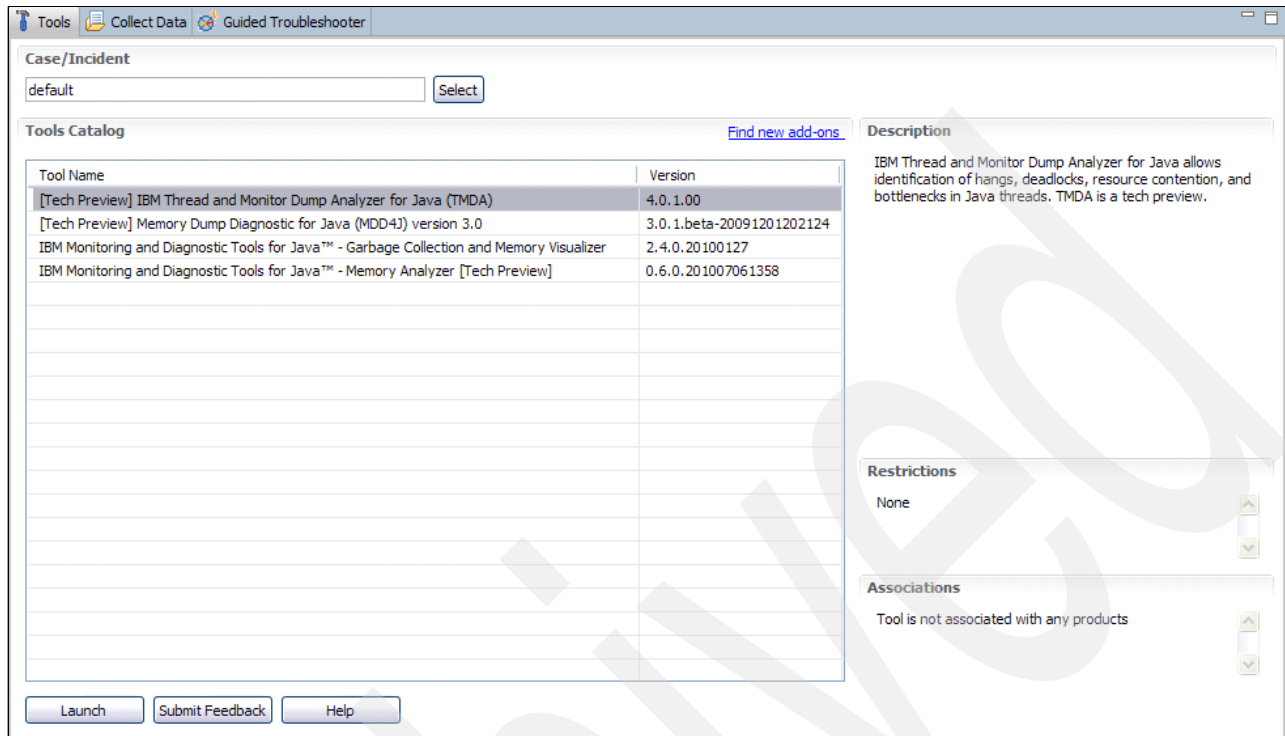 Tools Collect Data Guided Troubleshooter
Case/Incident
default Select
Tools Catalog Find new add-ons
Tool Name Version
[Tech Preview] IBM Thread and Monitor Dump Analyzer for Java (TMDA) 4.0.1.00
[Tech Preview] Memory Dump Diagnostic for Java (MDD4J) version 3.0 3.0.1.beta-20091201202124
IBM Monitoring and Diagnostic Tools for Java™ - Garbage Collection and Memory Visualizer 2.4.0.20100127
IBM Monitoring and Diagnostic Tools for Java™ - Memory Analyzer [Tech Preview] 0.6.0.201007061358
Description
IBM Thread and Monitor Dump Analyzer for Java allows
identification of hangs, deadlocks, resource contention, and
bottlenecks in Java threads. TMDA is a tech preview.
Restrictions
None
Associations
Tool is not associated with any products
Launch Submit Feedback Help